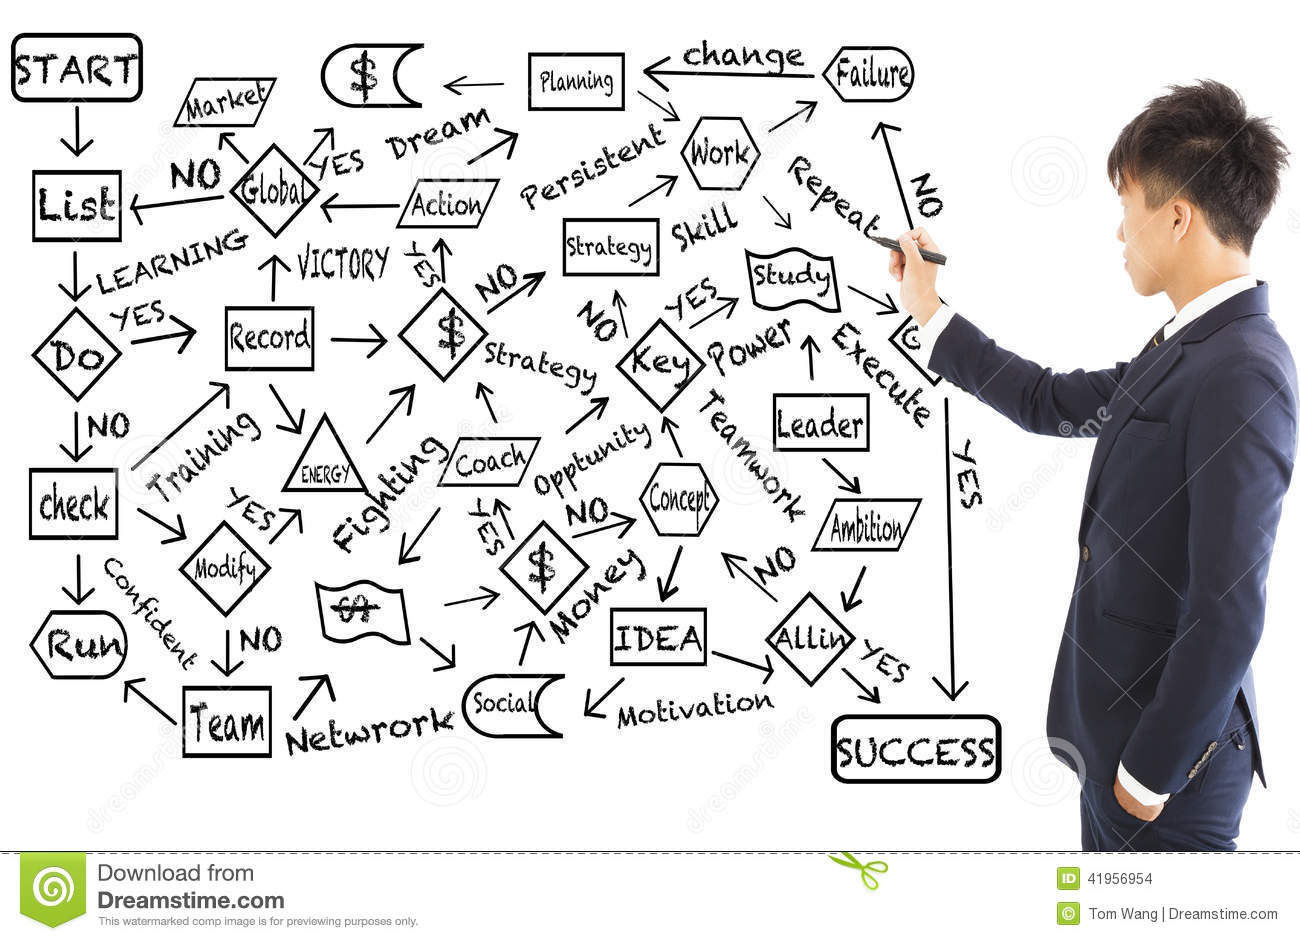 START
Market
$
Planning
change
Failure
NO
YES
Dream
Work
List
Global
Action
Persistent
Repeat
NO
LEARNING
VICTORY
YES
NO
Strategy
Skill
Study
YES
Do
Record
$
Strategy
NO
YES
Key
Power
Execute
NO
Training
ENERGY
Fighting
Coach
Opptunity
Teamwork
Leader
YES
check
YES
YES
NO
Concept
Ambition
Confident
Modify
$
Money
NO
Run
NO
$
IDEA
Allin
YES
Team
Netwrork
Social
Motivation
SUCCESS
Download from
Dreamstime.com
This watermarked comp image is for previewing purposes only.
ID 41956954
© Tom Wang | Dreamstime.com